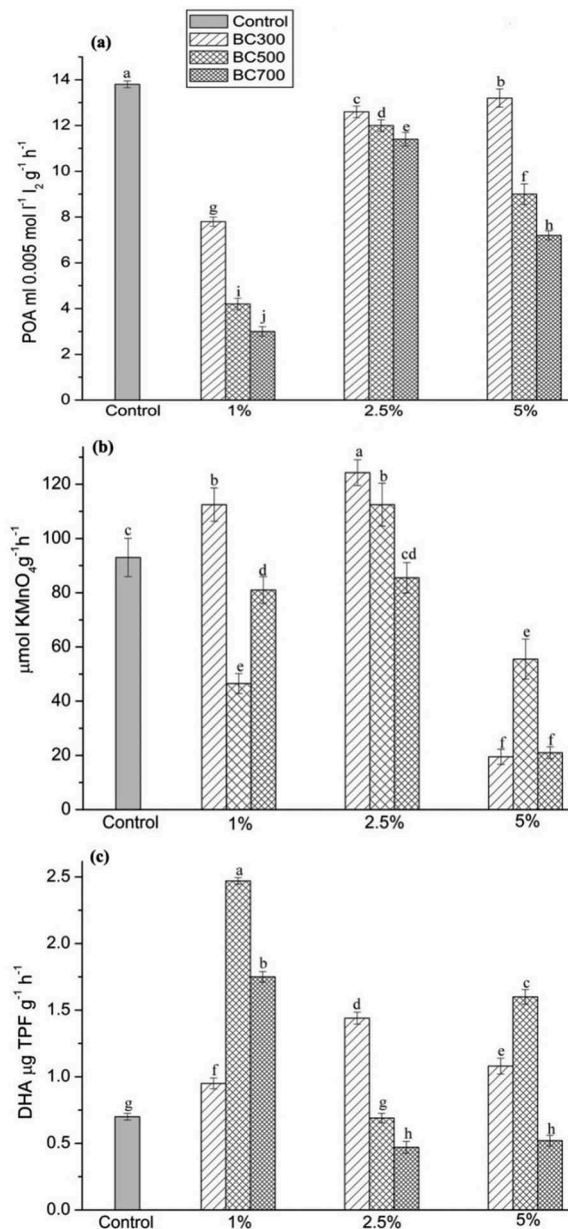 (a)
Control
BC300
BC500
BC700
POA ml 0.005 mol l⁻¹ I₂ g⁻¹ h⁻¹
14
12
10
8
6
4
2
0
a
g
i
j
c
d
e
b
f
h
Control 1% 2.5% 5%
(b)
μmol KMnO₄g⁻¹h⁻¹
120
100
80
60
40
20
0
c
b
e
d
a
b
cd
f
e
f
Control 1% 2.5% 5%
(c)
DHA μg TPF g⁻¹ h⁻¹
2.5
2.0
1.5
1.0
0.5
0.0
g
f
a
b
d
g
h
e
c
h
Control 1% 2.5% 5%